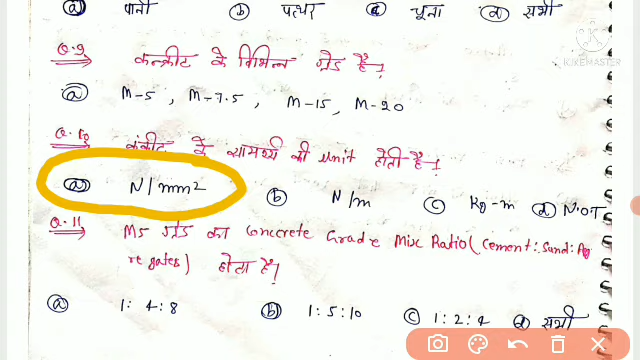 (a) पानी (b) पत्थर (c) चूना (d) सभी
Q.9 कन्क्रीट के विभिन्न ग्रेड है?
(a) M-5, M-7.5, M-15, M-20
Q.10 कंक्रीट के सामर्थ्य की unit होती है?
(a) N/mm2 (b) N/m (c) Kg-m (d) NOT
Q.11 M5 ग्रेड का Concrete Grade Mix Ratio (Cement: Sand: Ag
re gates) होता है?
(a) 1:4:8 (b) 1:5:10 (c) 1:2:4 (d) सभी
KINEMASTER